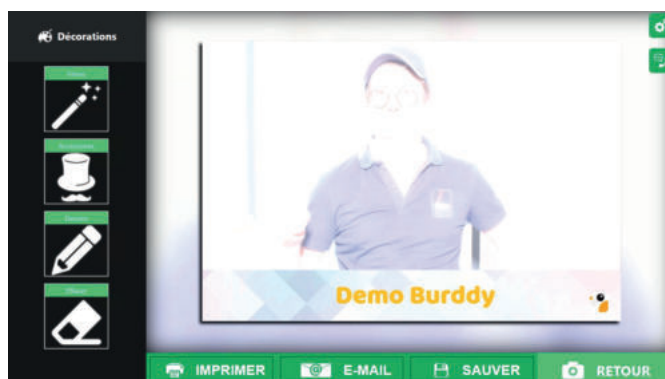 Décorations
Demo Burddy
IMPRIMER
E-MAIL
SAUVER
RETOUR